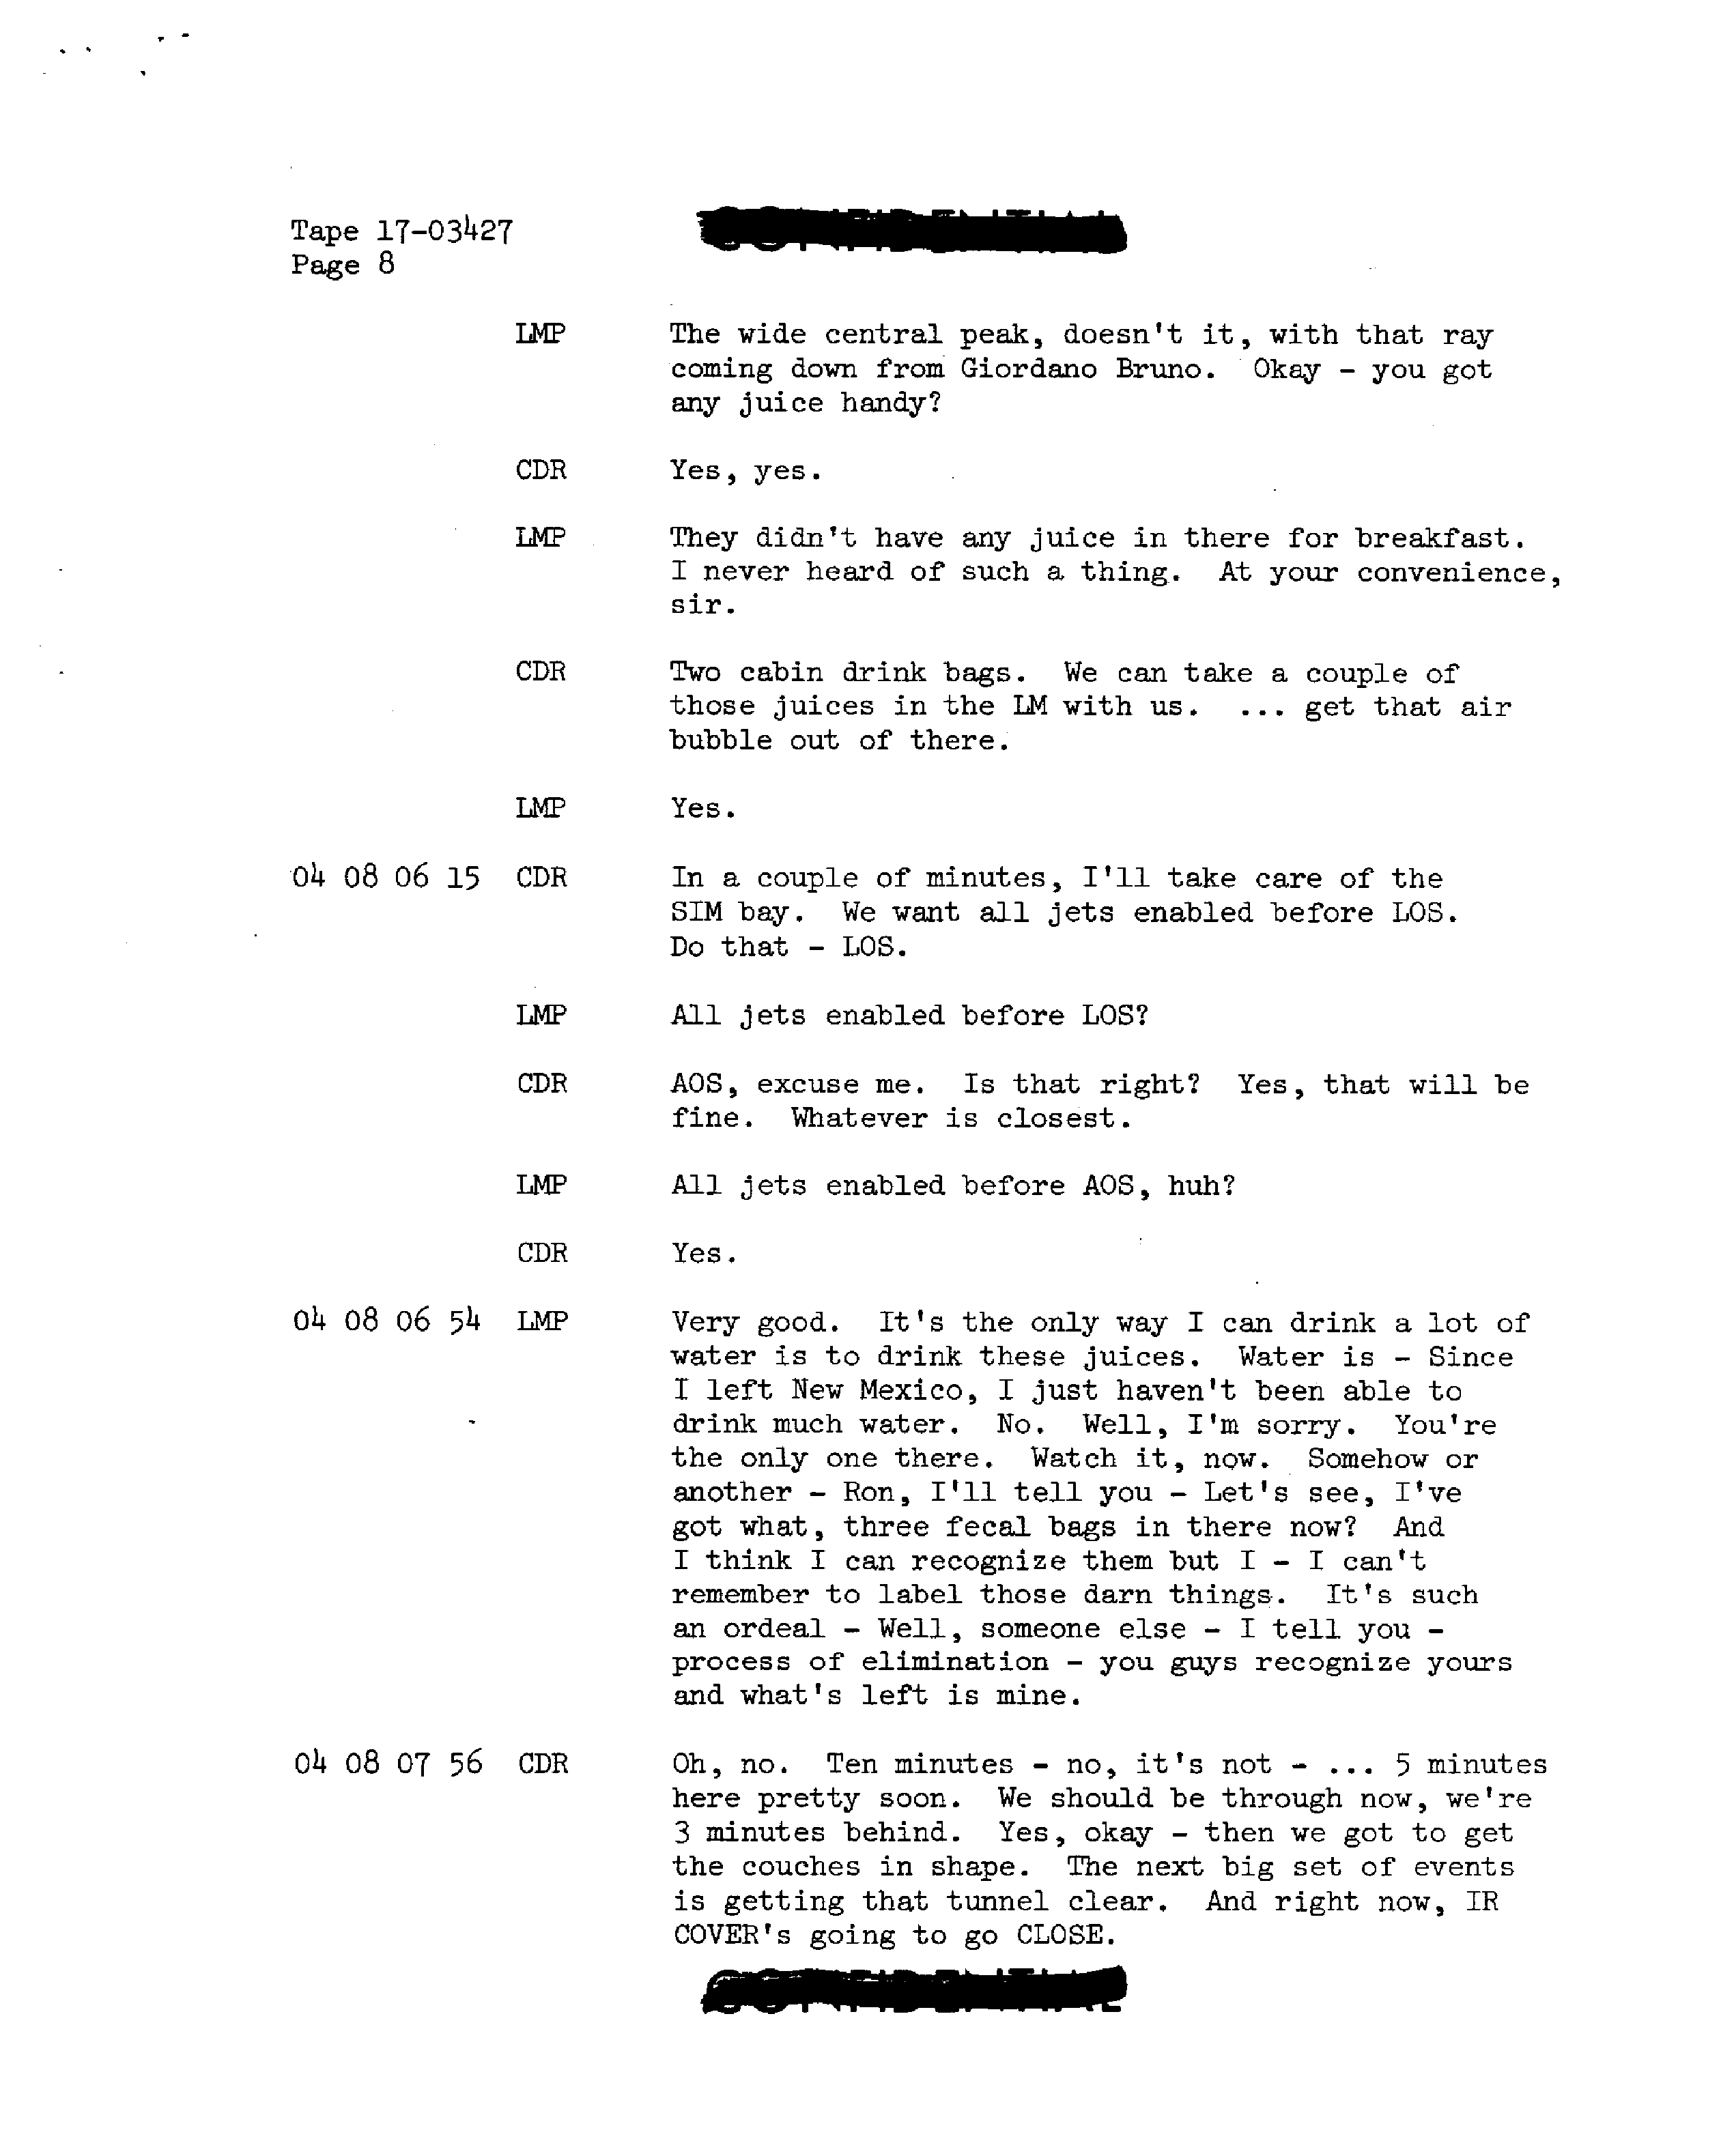 Tape 17-03427
Page 8
LMP The wide central peak, doesn't it, with that ray
coming down from Giordano Bruno. Okay - you got
any juice handy?
CDR Yes, yes.
LMP They didn't have any juice in there for breakfast.
I never heard of such a thing. At your convenience,
sir.
CDR Two cabin drink bags. We can take a couple of
those juices in the LM with us. ... get that air
bubble out of there.
LMP Yes.
04 08 06 15 CDR In a couple of minutes, I'll take care of the
SIM bay. We want all jets enabled before LOS.
Do that - LOS.
LMP All jets enabled before LOS?
CDR AOS, excuse me. Is that right? Yes, that will be
fine. Whatever is closest.
LMP All jets enabled before AOS, huh?
CDR Yes.
04 08 06 54 LMP Very good. It's the only way I can drink a lot of
water is to drink these juices. Water is - Since
I left New Mexico, I just haven't been able to
drink much water. No. Well, I'm sorry. You're
the only one there. Watch it, now. Somehow or
another - Ron, I'll tell you - Let's see, I've
got what, three fecal bags in there now? And
I think I can recognize them but I - I can't
remember to label those darn things. It's such
an ordeal - Well, someone else - I tell you -
process of elimination - you guys recognize yours
and what's left is mine.
04 08 07 56 CDR Oh, no. Ten minutes - no, it's not - ... 5 minutes
here pretty soon. We should be through now, we're
3 minutes behind. Yes, okay - then we got to get
the couches in shape. The next big set of events
is getting that tunnel clear. And right now, IR
COVER's going to go CLOSE.